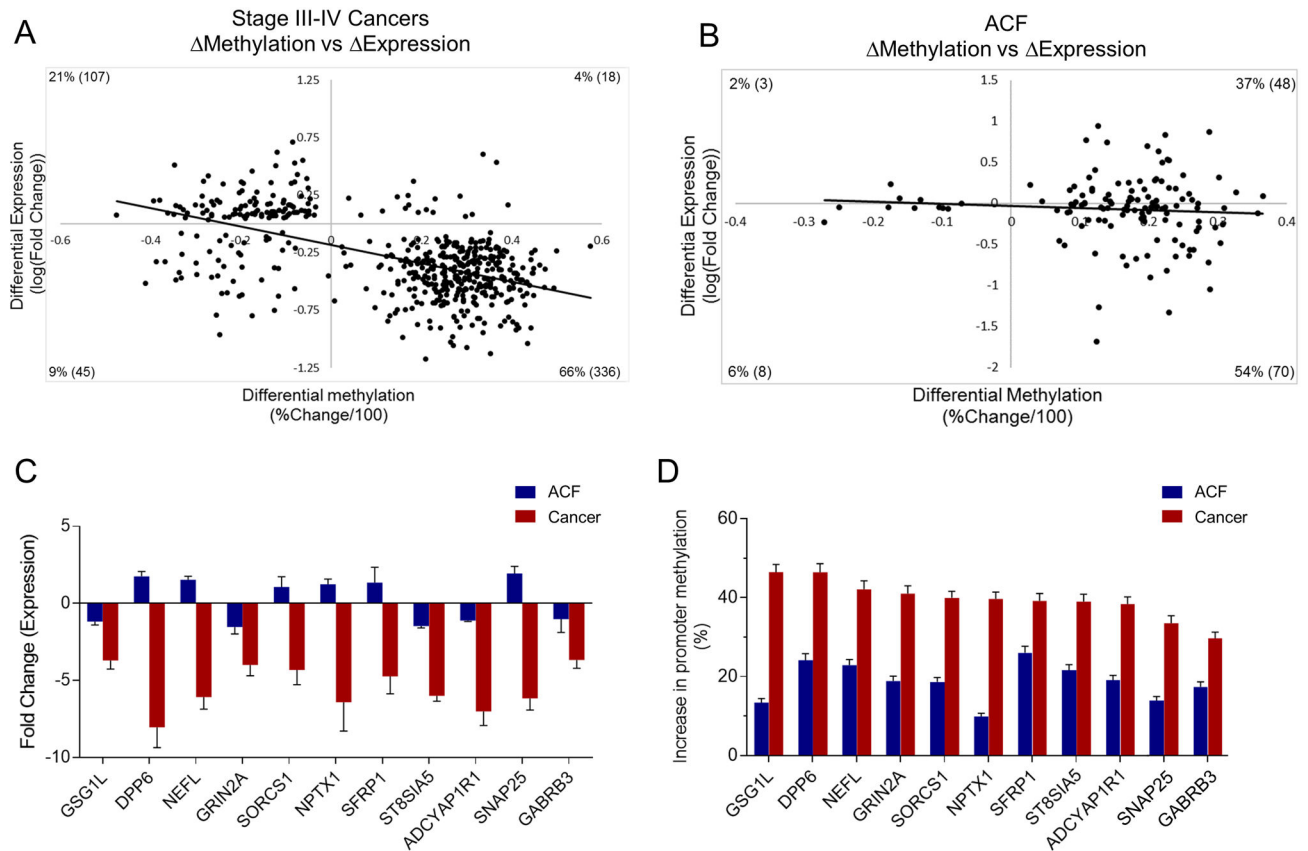 A
Stage III-IV Cancers
ΔMethylation vs ΔExpression
21% (107)
4% (18)
1.25
0.75
0.25
-0.6
-0.4
-0.2
0
0.2
0.4
0.6
0.25
-0.75
-1.25
9% (45)
66% (336)
Differential Expression
(log(Fold Change))
Differential methylation
(%Change/100)
B
ACF
ΔMethylation vs ΔExpression
2% (3)
37% (48)
1.5
1
0.5
0
-0.4
-0.3
-0.2
0.1
0
0.1
0.2
0.2
0.4
-0.5
-1
-1.5
-2
6% (8)
54% (70)
Differentia Expression
(log(Fold Change))
Differential Methylation
(%Change/100)
C
ACF
Cancer
5
0
-5
-10
Fold Change (Expression)
GSG1L
DPP6
NEFL
GRIN2A
SORCS1
NPTX1
SFRP1
ST8SIA5
ADCYAP1R1
SNAP25
GABRB3
D
ACF
Cancer
60
40
20
0
Increase in promoter methylation
(%)
GSG1L
DPP6
NEFL
GRIN2A
SORCS1
NPTX1
SFRP1
ST8SIA5
ADCYAP1R1
SNAP25
GABRB3